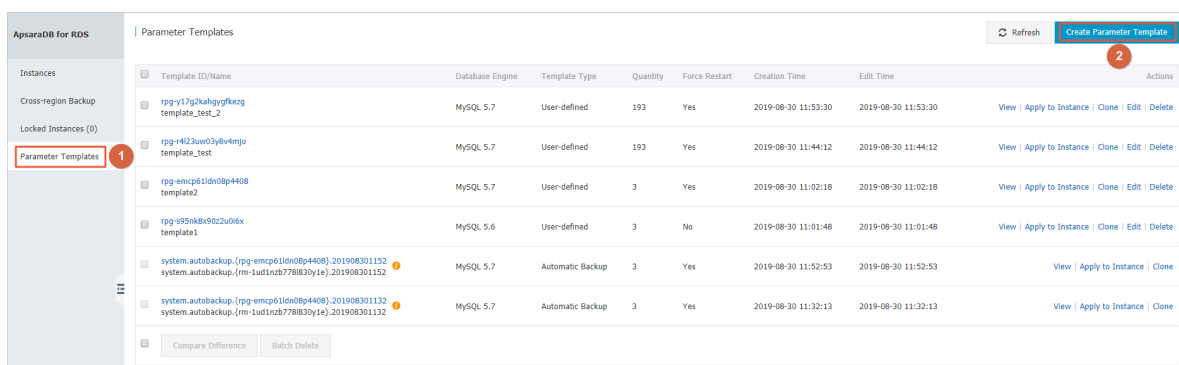 ApsaraDB for RDS
Parameter Templates
Refresh
Create Parameter Template
2
Instances
Cross-region Backup
Locked Instances (0)
Parameter Templates
1
Template ID/Name Database Engine Template Type Quantity Force Restart Creation Time Edit Time Actions
rpg-y17g2kahgygfkezg
template_test_2
MySQL 5.7 User-defined 193 Yes 2019-08-30 11:53:30 2019-08-30 11:53:30 View | Apply to Instance | Clone | Edit | Delete
rpg-r4l23uw03y8v4mjo
template_test
MySQL 5.7 User-defined 193 Yes 2019-08-30 11:44:12 2019-08-30 11:44:12 View | Apply to Instance | Clone | Edit | Delete
rpg-emcp61ldn08p4408
template2
MySQL 5.7 User-defined 3 Yes 2019-08-30 11:02:18 2019-08-30 11:02:18 View | Apply to Instance | Clone | Edit | Delete
rpg-s95nk8x90z2u0i6x
template1
MySQL 5.6 User-defined 3 No 2019-08-30 11:01:48 2019-08-30 11:01:48 View | Apply to Instance | Clone | Edit | Delete
system.autobackup.{rpg-emcp61ldn08p4408}.201908301152
system.autobackup.{rm-1ud1nzb778l830y1e}.201908301152
MySQL 5.7 Automatic Backup 3 Yes 2019-08-30 11:52:53 2019-08-30 11:52:53 View | Apply to Instance | Clone
system.autobackup.{rpg-emcp61ldn08p4408}.201908301132
system.autobackup.{rm-1ud1nzb778l830y1e}.201908301132
MySQL 5.7 Automatic Backup 3 Yes 2019-08-30 11:32:13 2019-08-30 11:32:13 View | Apply to Instance | Clone
Compare Difference Batch Delete